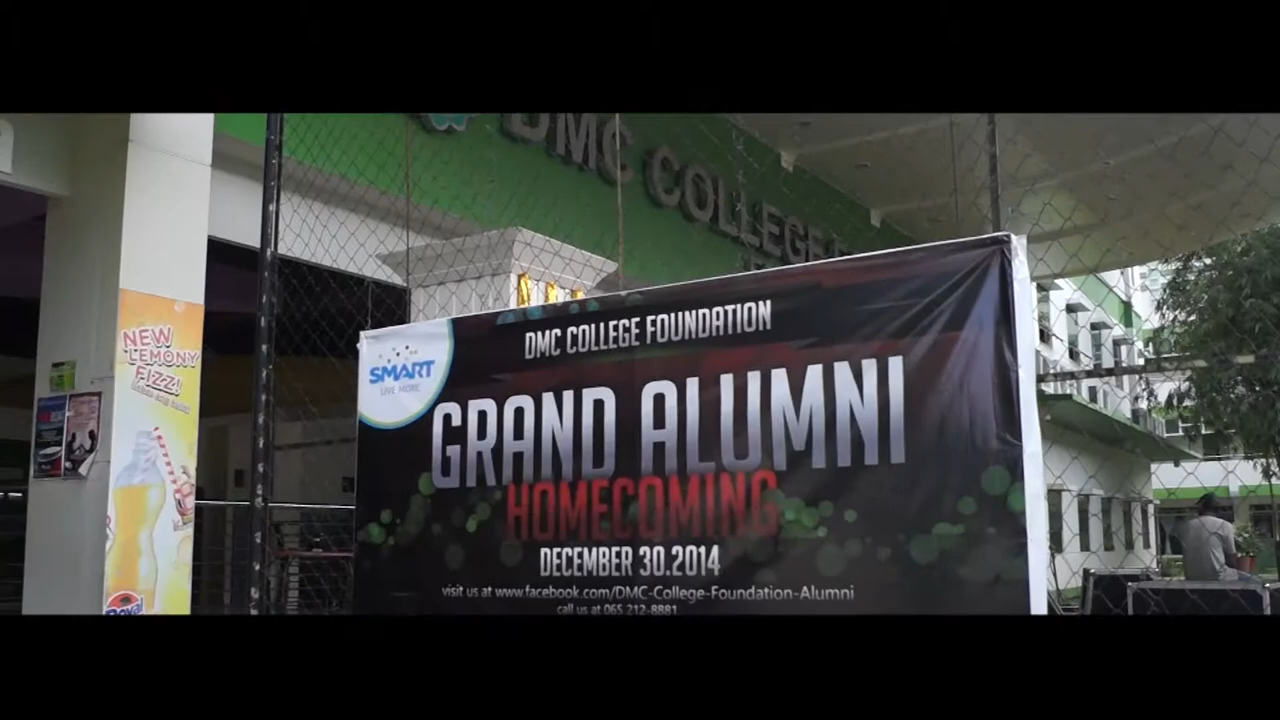 DMC COLLEGE
NEW
LEMONY
FIZZ!
SMART
LIVE MORE
DMC COLLEGE FOUNDATION
GRAND ALUMNI
HOMECOMING
DECEMBER 30.2014
visit us at www.facebook.com/DMC-College-Foundation-Alumni
call us at 065 212-8881
Royal